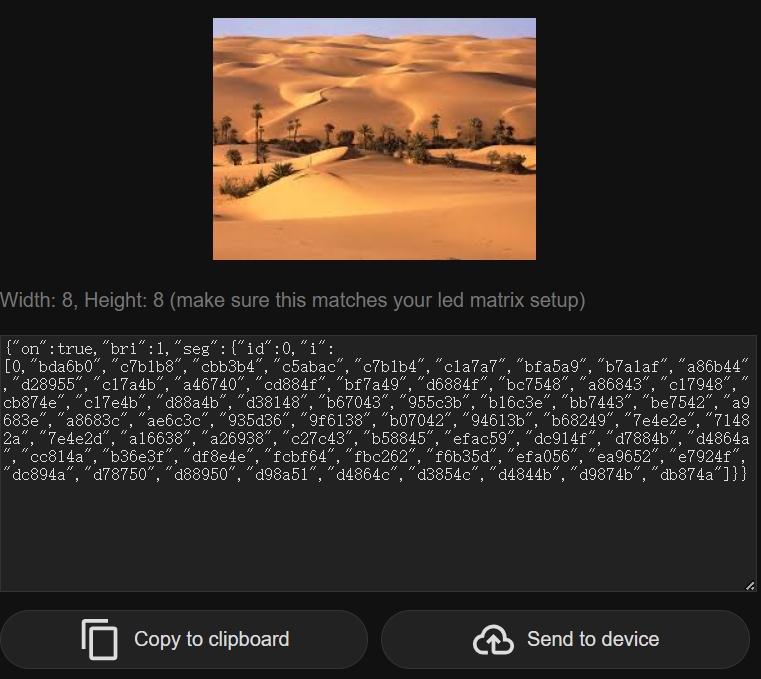 Width: 8, Height: 8 (make sure this matches your led matrix setup)
{"on":true,"bri":1,"seg":{"id":0,"i":
[0,"bda6b0","c7b1b8","cbb3b4","c5abac","c7b1b4","c1a7a7","bfa5a9","b7a1af","a86b44"
,"d28955","c17a4b","a46740","cd884f","bf7a49","d6884f","bc7548","a86843","c17948","
cb874e","c17e4b","d88a4b","d38148","b67043","955c3b","b16c3e","bb7443","be7542","a9
683e","a8683c","ae6c3c","935d36","9f6138","b07042","94613b","b68249","7e4e2e","7148
2a","7e4e2d","a16638","a26938","c27c43","b58845","efac59","dc914f","d7884b","d4864a
","cc814a","b36e3f","df8e4e","fcbf64","fbc262","f6b35d","efa056","ea9652","e7924f",
"dc894a","d78750","d88950","d98a51","d4864c","d3854c","d4844b","d9874b","db874a"]}}
Copy to clipboard
Send to device